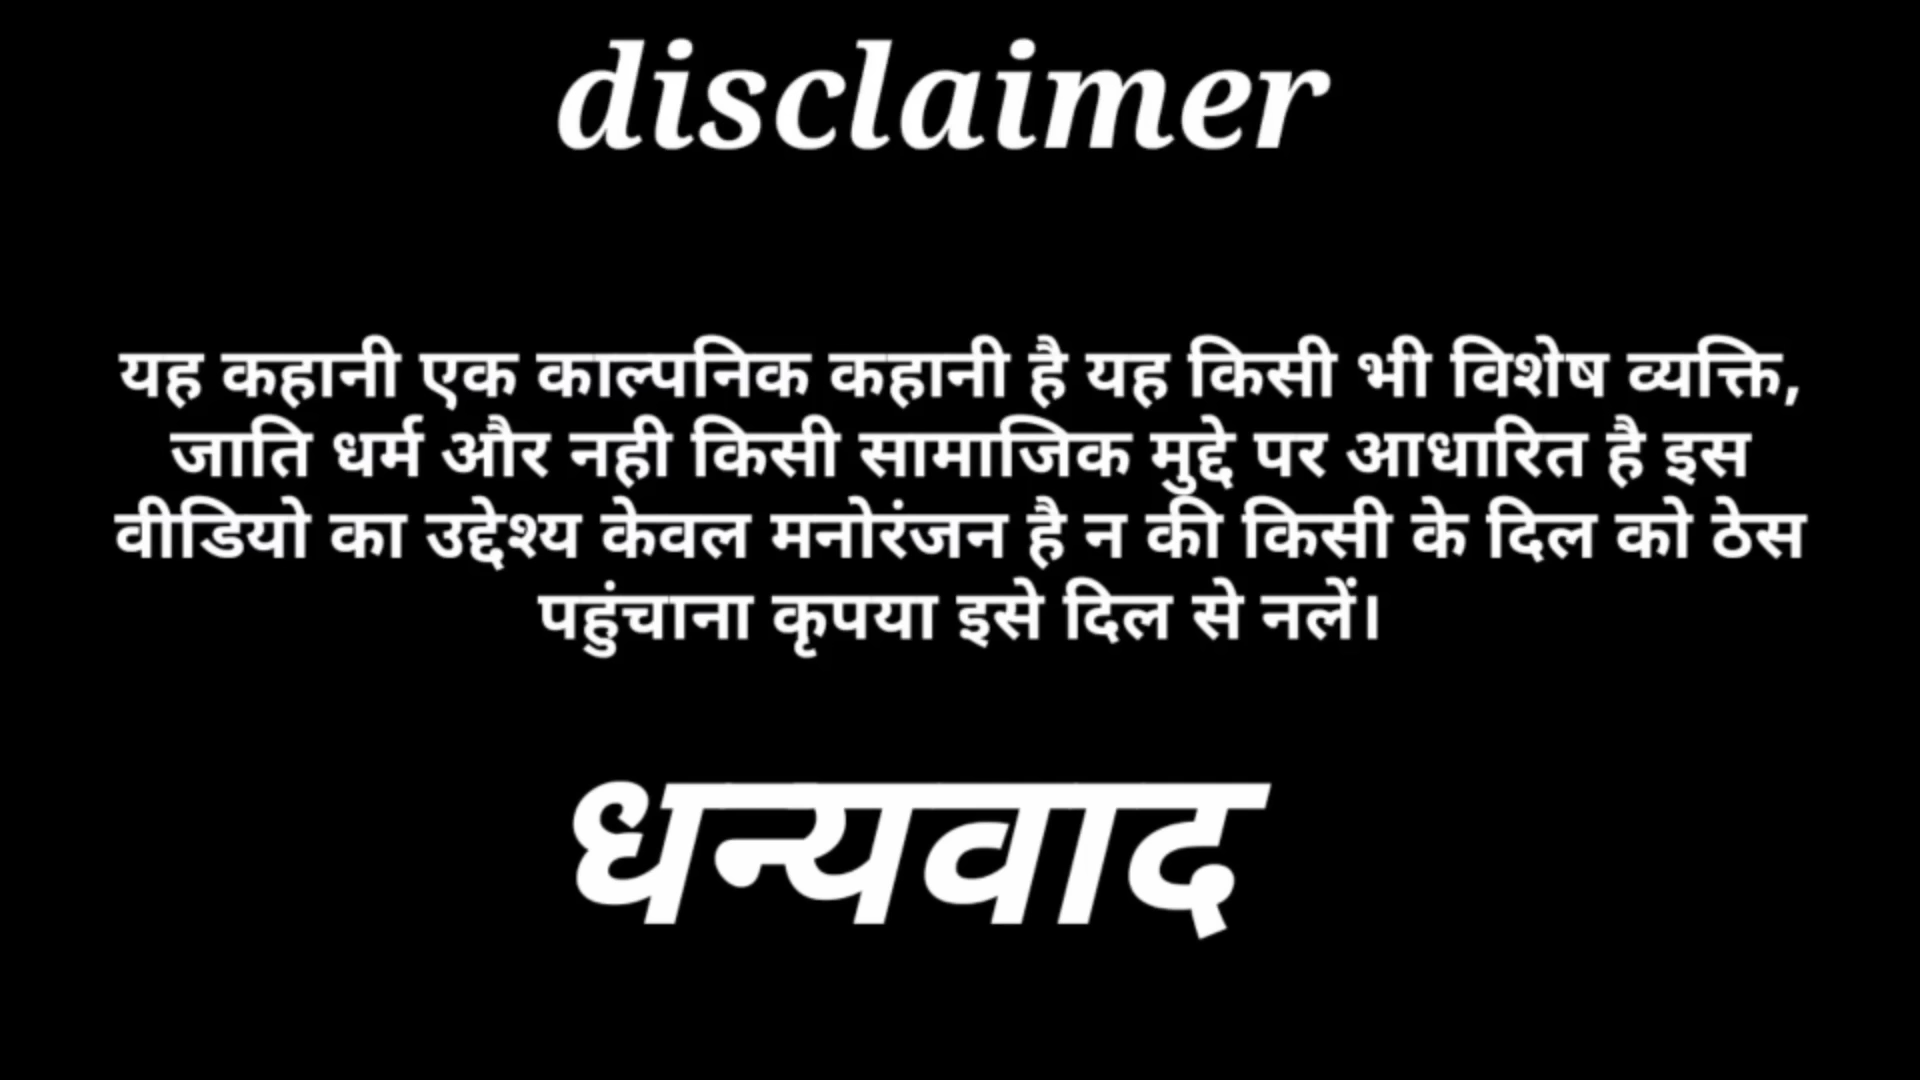 disclaimer
यह कहानी एक काल्पनिक कहानी है यह किसी भी विशेष व्यक्ति,
जाति धर्म और नही किसी सामाजिक मुद्दे पर आधारित है इस
वीडियो का उद्देश्य केवल मनोरंजन है न की किसी के दिल को ठेस
पहुंचाना कृपया इसे दिल से नलें।
धन्यवाद